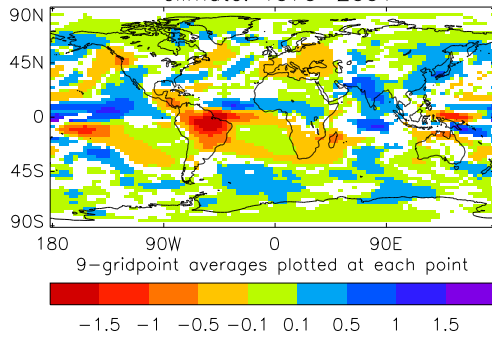 90N
45N
0
45S
90S
180 90W 0 90E
9-gridpoint averages plotted at each point
-1.5 -1 -0.5 -0.1 0.1 0.5 1 1.5